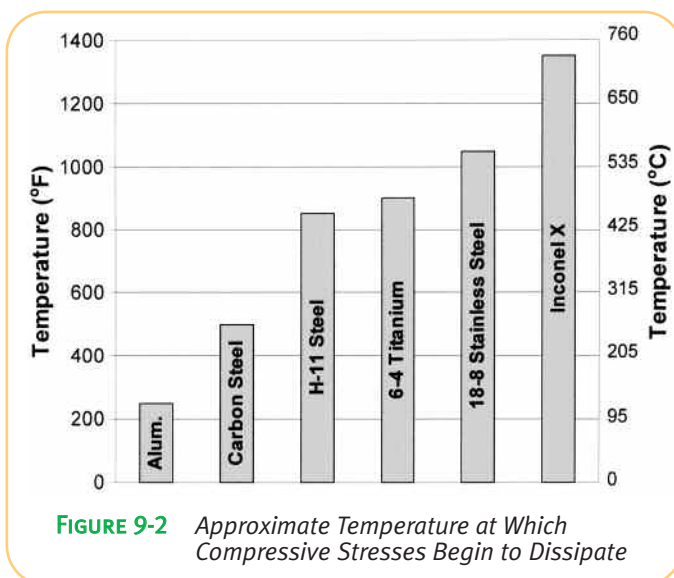 1400
1200
1000
800
600
400
200
0
Temperature (°F)
Alum.
Carbon Steel
H-11 Steel
6-4 Titanium
18-8 Stainless Steel
Inconel X
760
650
535
425
315
205
95
0
Temperature (°C)
FIGURE 9-2 Approximate Temperature at Which
Compressive Stresses Begin to Dissipate